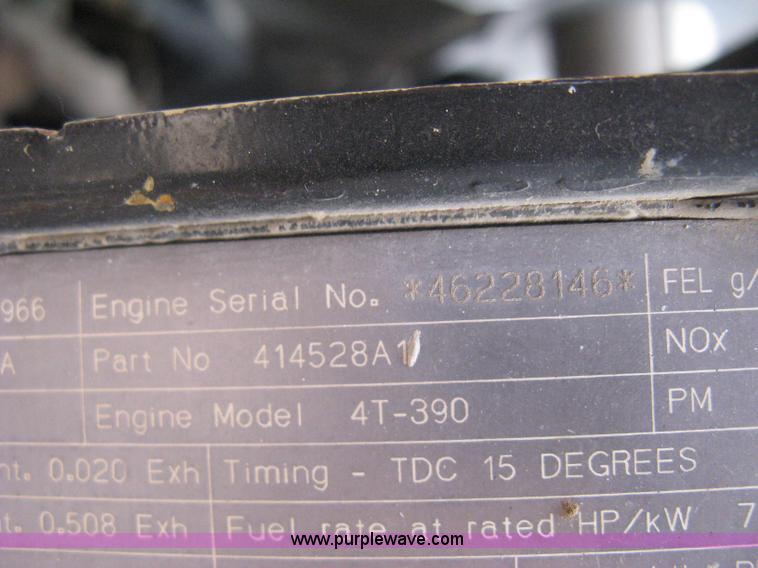 966 Engine Serial No. *46228146* FEL g/
A Part No 414528A1
NOx
Engine Model 4T-390 PM
nt. 0.020 Exh Timing - TDC 15 DEGREES
nt. 0.508 Exh Fuel rate at rated HP/kW 7
www.purplewave.com